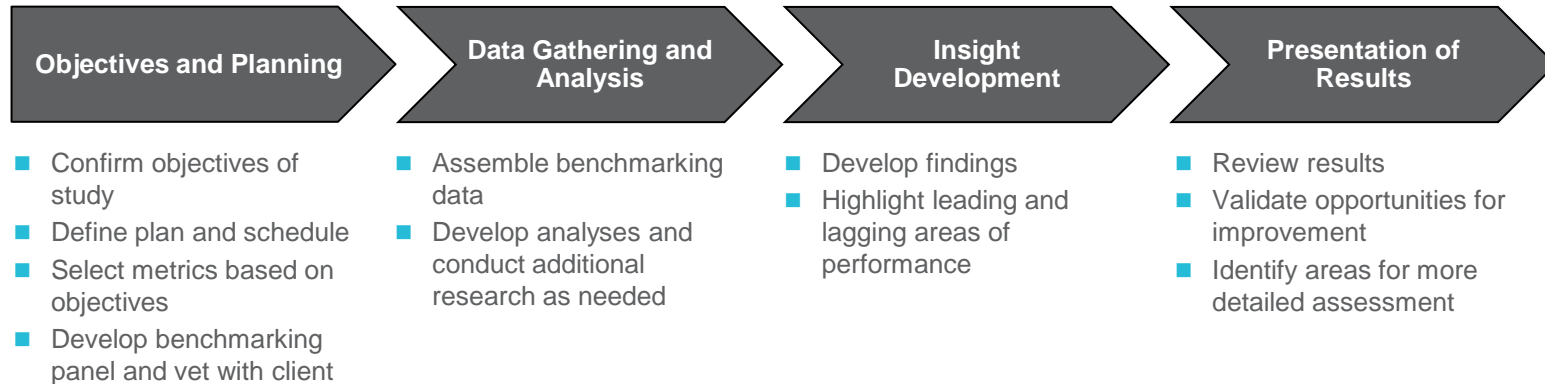 Objectives and Planning
Confirm objectives of
study
Define plan and schedule
Select metrics based on
objectives
Develop benchmarking
panel and vet with client
Data Gathering and
Analysis
Assemble benchmarking
data
Develop analyses and
conduct additional
research as needed
Insight
Development
Develop findings
Highlight leading and
lagging areas of
performance
Presentation of
Results
Review results
Validate opportunities for
improvement
Identify areas for more
detailed assessment